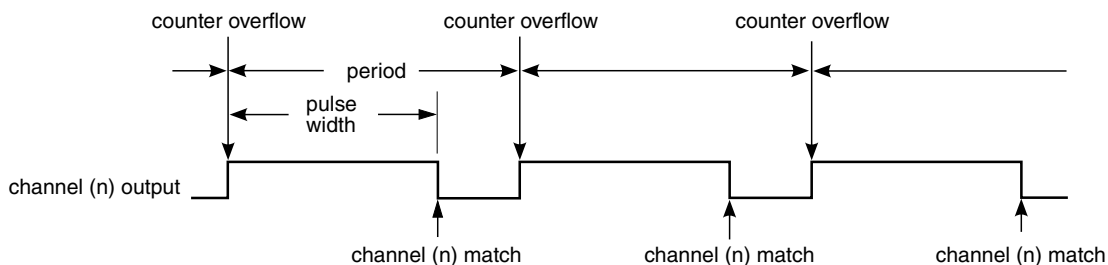 counter overflow counter overflow counter overflow
period
pulse
width
channel (n) output
channel (n) match channel (n) match channel (n) match